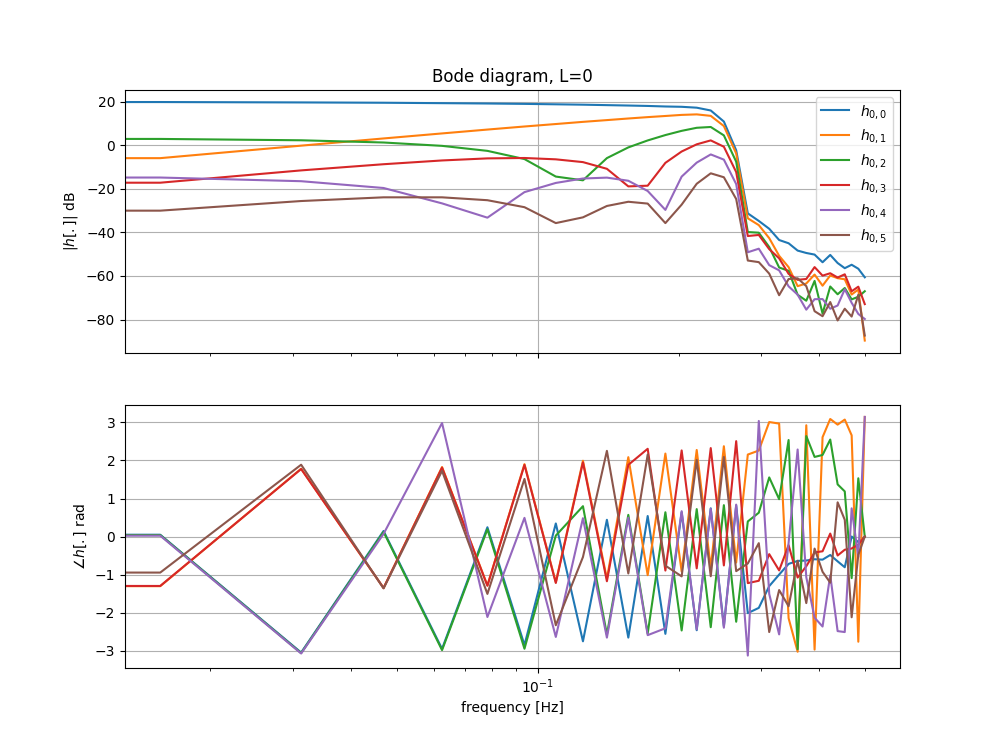 Bode diagram, L=0
|h[.]| dB
20
0
−20
−40
−60
−80
h0,0
h0,1
h0,2
h0,3
h0,4
h0,5
∠h[.] rad
3
2
1
0
−1
−2
−3
10−1
frequency [Hz]